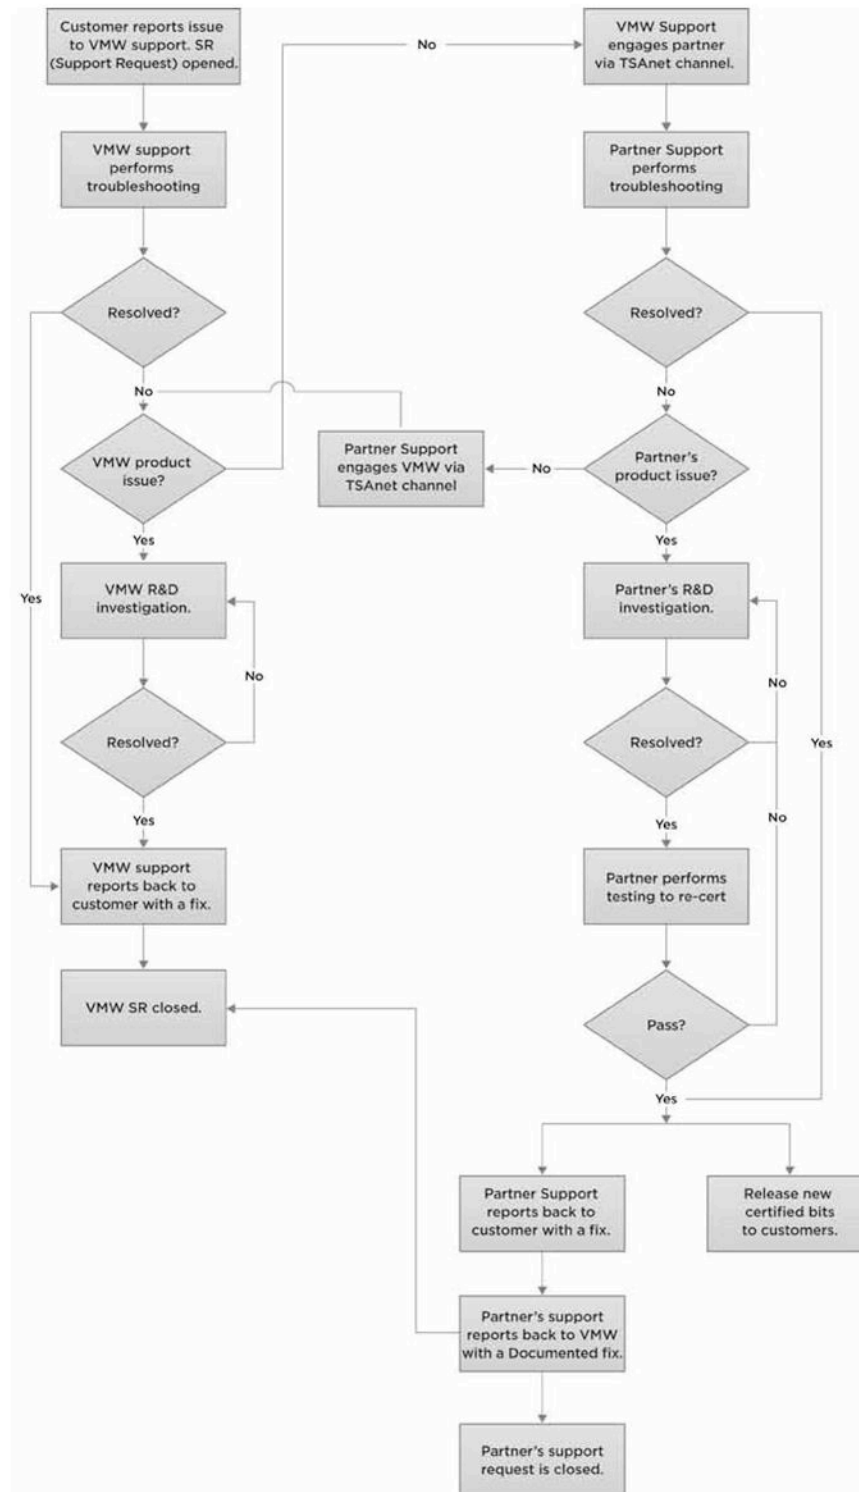 Customer reports issue
to VMW support. SR
(Support Request) opened.
No
VMW Support
engages partner
via TSAnet channel.
VMW support
performs
troubleshooting
Partner Support
performs
troubleshooting
Resolved?
Resolved?
No
No
VMW product
issue?
Partner Support
engages VMW via
TSAnet channel
No
Partner's
product issue?
Yes
Yes
Yes
VMW R&D
investigation.
Partner's R&D
investigation.
No
No
Resolved?
Resolved?
Yes
Yes
Yes
No
VMW support
reports back to
customer with a fix.
Partner performs
testing to re-cert
VMW SR closed.
Pass?
Yes
Partner Support
reports back to
customer with a fix.
Release new
certified bits
to customers.
Partner's support
reports back to VMW
with a Documented fix.
Partner's support
request is closed.